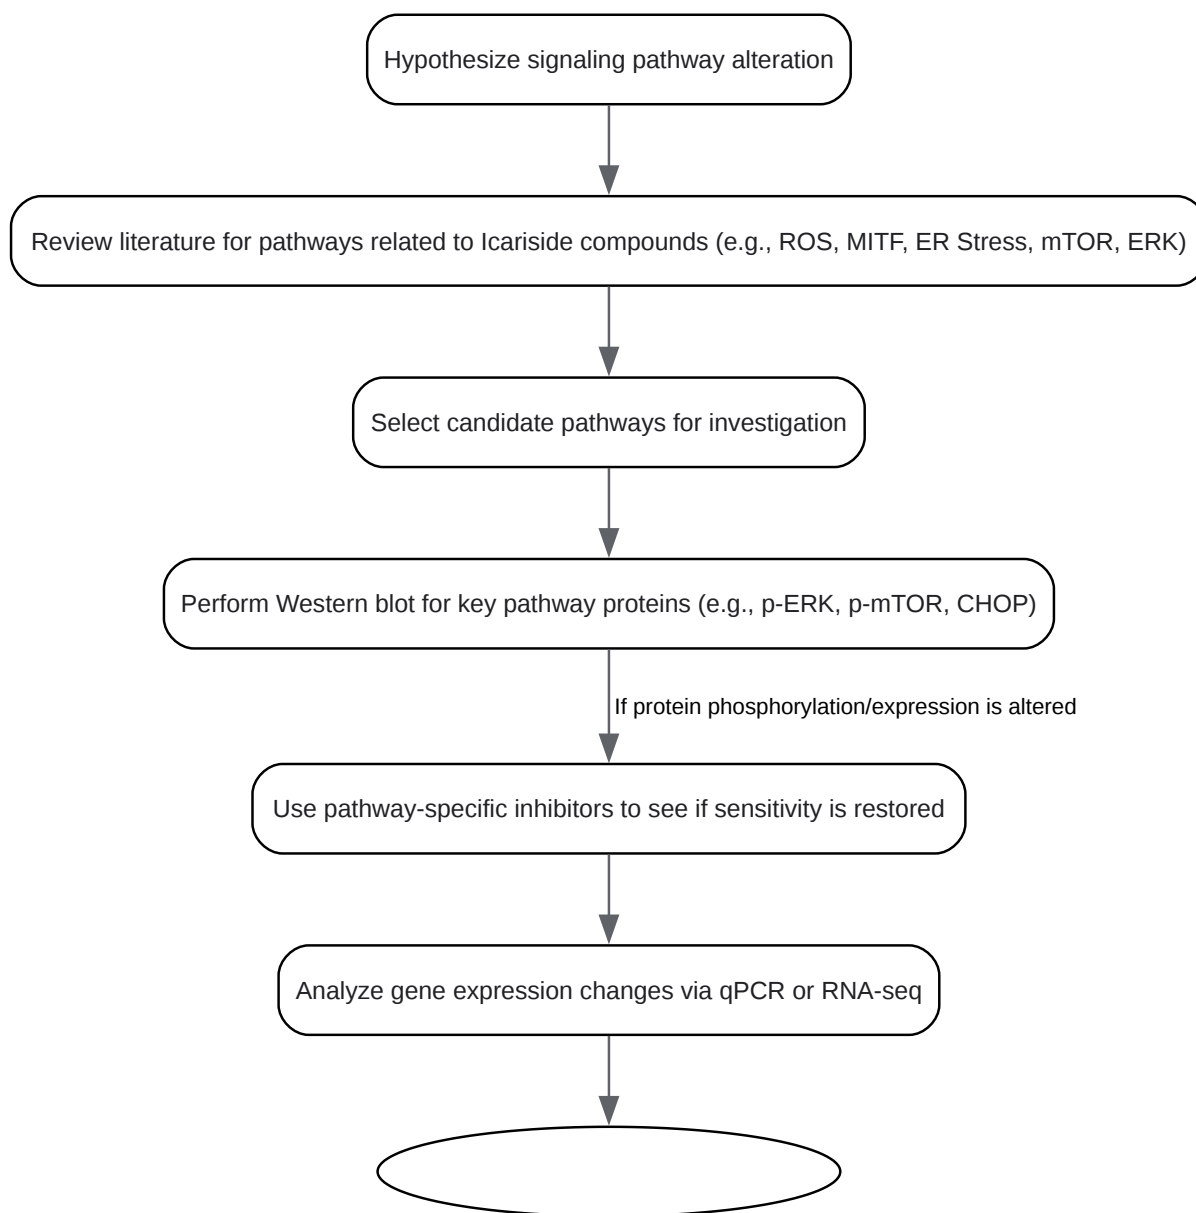 Hypothesize signaling pathway alteration
Review literature for pathways related to Icariside compounds (e.g., ROS, MITF, ER Stress, mTOR, ERK)
Select candidate pathways for investigation
Perform Western blot for key pathway proteins (e.g., p-ERK, p-mTOR, CHOP)
If protein phosphorylation/expression is altered
Use pathway-specific inhibitors to see if sensitivity is restored
Analyze gene expression changes via qPCR or RNA-seq